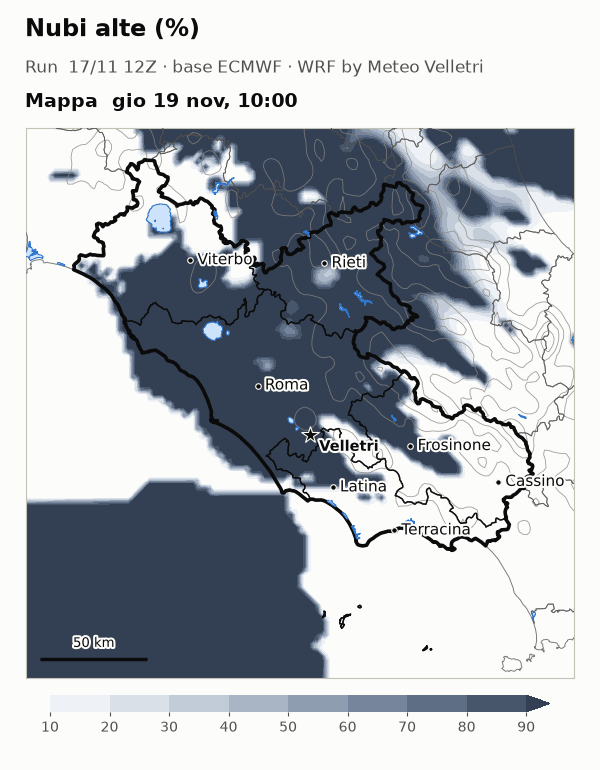 Nubi alte (%)
Run  17/11 12Z · base ECMWF · WRF by Meteo Velletri
Mappa  gio 19 nov, 10:00
Viterbo
Rieti
Roma
Velletri
Frosinone
Cassino
Latina
Terracina
50 km
10 20 30 40 50 60 70 80 90